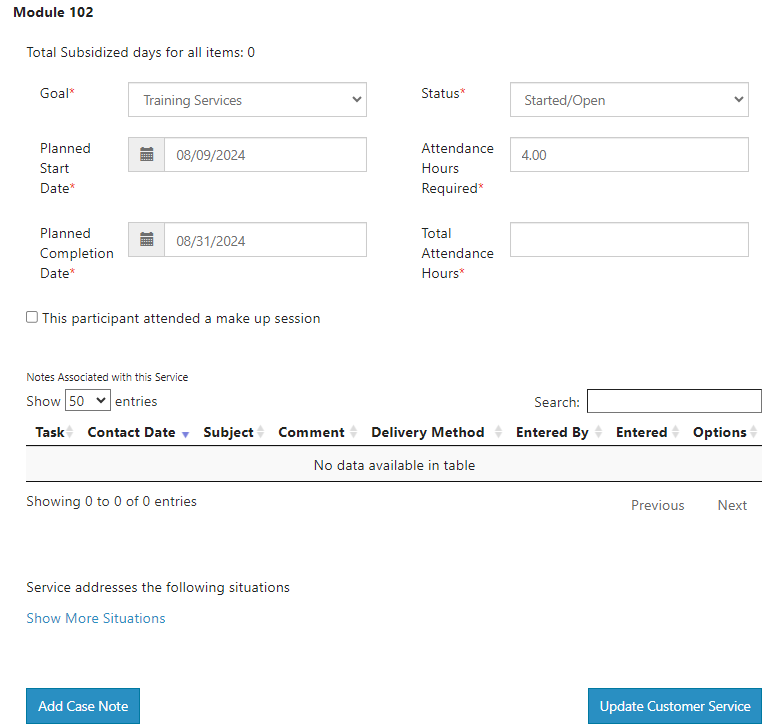 Module 102
Total Subsidized days for all items: 0
Goal*
Training Services
Status*
Started/Open
Planned
Start
Date*
08/09/2024
Attendance
Hours
Required*
4.00
Planned
Completion
Date*
08/31/2024
Total
Attendance
Hours*
This participant attended a make up session
Notes Associated with this Service
Show 50 entries
Search:
Task Contact Date Subject Comment Delivery Method Entered By Entered Options
No data available in table
Showing 0 to 0 of 0 entries
Previous Next
Service addresses the following situations
Show More Situations
Add Case Note
Update Customer Service